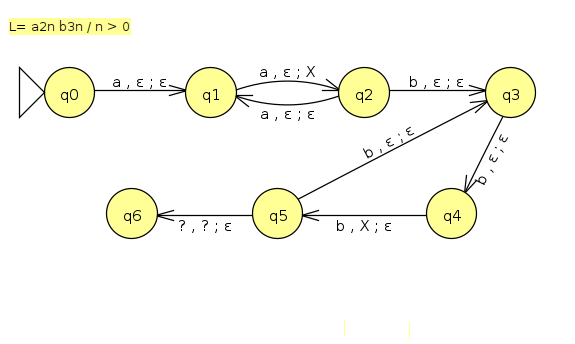 L= a2n b3n / n > 0
a , ε ; X
a , ε ; ε
b , ε ; ε
q0
q1
q2
q3
a , ε ; ε
b , ε ; ε
b , ε ; ε
q6
q5
q4
? , ? ; ε
b , X ; ε